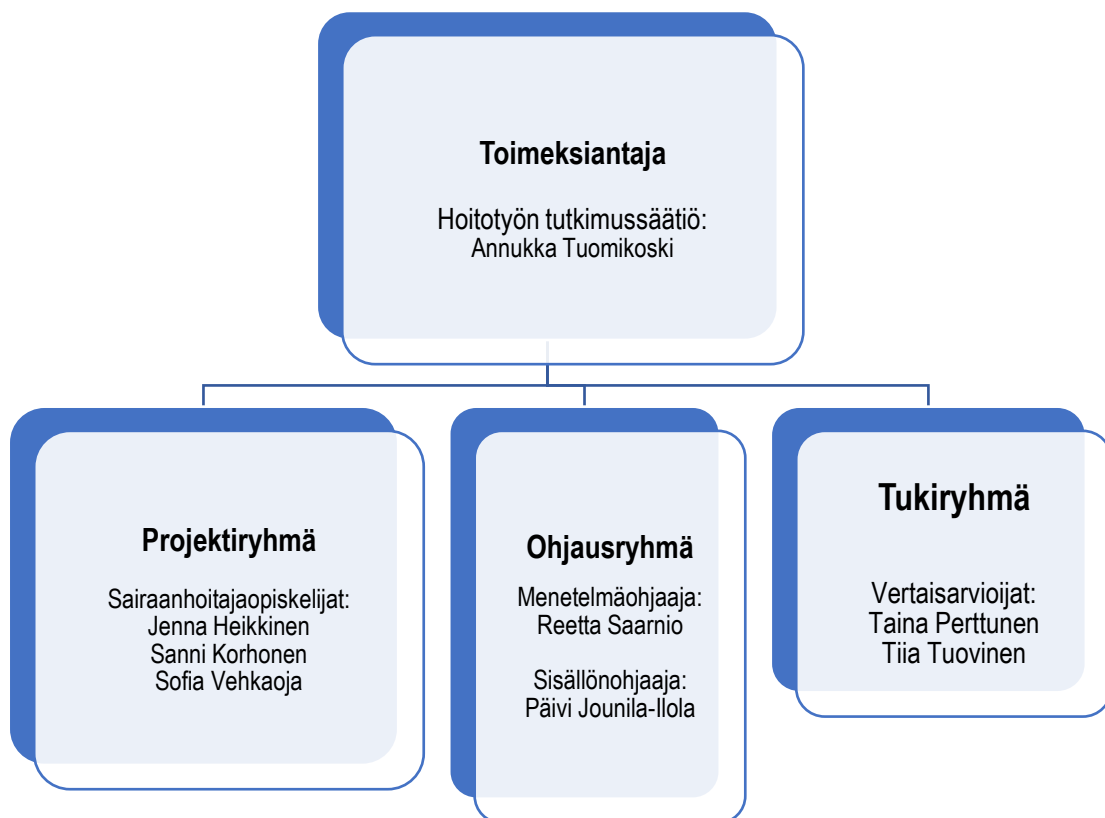 Toimeksiantaja
Hoitotyön tutkimussäätiö:
Annukka Tuomikoski
Projektiryhmä
Sairaanhoitajaopiskelijat:
Jenna Heikkinen
Sanni Korhonen
Sofia Vehkaoja
Ohjausryhmä
Menetelmäohjaaja:
Reetta Saarnio
Sisällönohjaaja:
Päivi Jounila-Ilola
Tukiryhmä
Vertaisarvioijat:
Taina Perttunen
Tiia Tuovinen